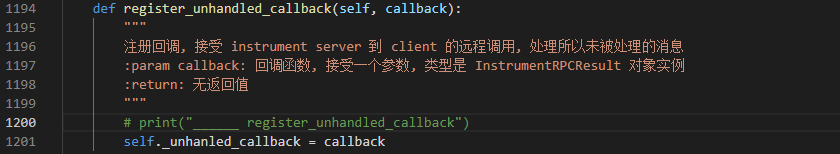 1194 def register_unhandled_callback(self, callback):
1195 """
1196 注册回调, 接受 instrument server 到 client 的远程调用, 处理所以未被处理的消息
1197 :param callback: 回调函数, 接受一个参数, 类型是 InstrumentRPCResult 对象实例
1198 :return: 无返回值
1199 """
1200 # print("______ register_unhandled_callback")
1201 self._unhanled_callback = callback